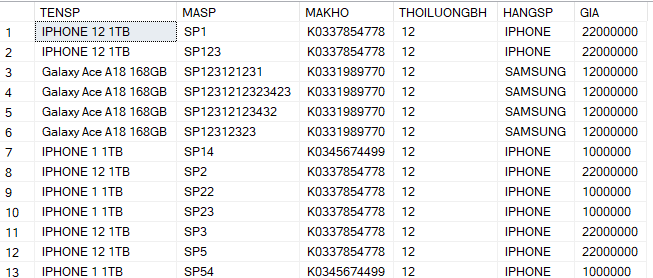 TENSP MASP MAKHO THOILUONGBH HANGSP GIA
1 IPHONE 12 1TB SP1 K0337854778 12 IPHONE 22000000
2 IPHONE 12 1TB SP123 K0337854778 12 IPHONE 22000000
3 Galaxy Ace A18 168GB SP123121231 K0331989770 12 SAMSUNG 12000000
4 Galaxy Ace A18 168GB SP1231212323423 K0331989770 12 SAMSUNG 12000000
5 Galaxy Ace A18 168GB SP12312123432 K0331989770 12 SAMSUNG 12000000
6 Galaxy Ace A18 168GB SP12312323 K0331989770 12 SAMSUNG 12000000
7 IPHONE 1 1TB SP14 K0345674499 12 IPHONE 1000000
8 IPHONE 12 1TB SP2 K0337854778 12 IPHONE 22000000
9 IPHONE 1 1TB SP22 K0337854778 12 IPHONE 1000000
10 IPHONE 1 1TB SP23 K0337854778 12 IPHONE 1000000
11 IPHONE 12 1TB SP3 K0337854778 12 IPHONE 22000000
12 IPHONE 12 1TB SP5 K0337854778 12 IPHONE 22000000
13 IPHONE 1 1TB SP54 K0345674499 12 IPHONE 1000000